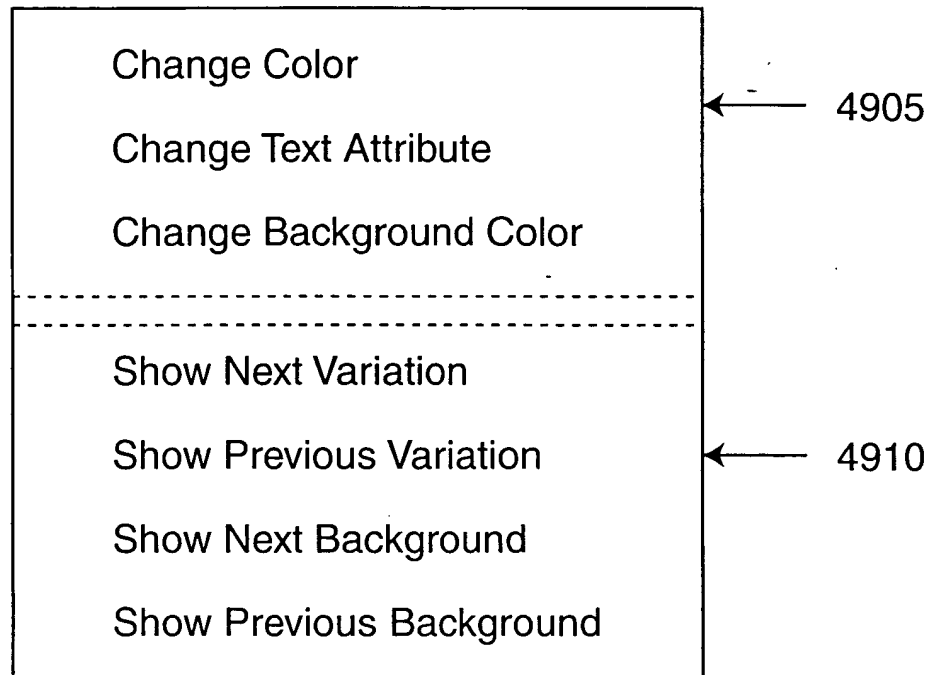 Change Color
4905
Change Text Attribute
Change Background Color
Show Next Variation
Show Previous Variation
4910
Show Next Background
Show Previous Background